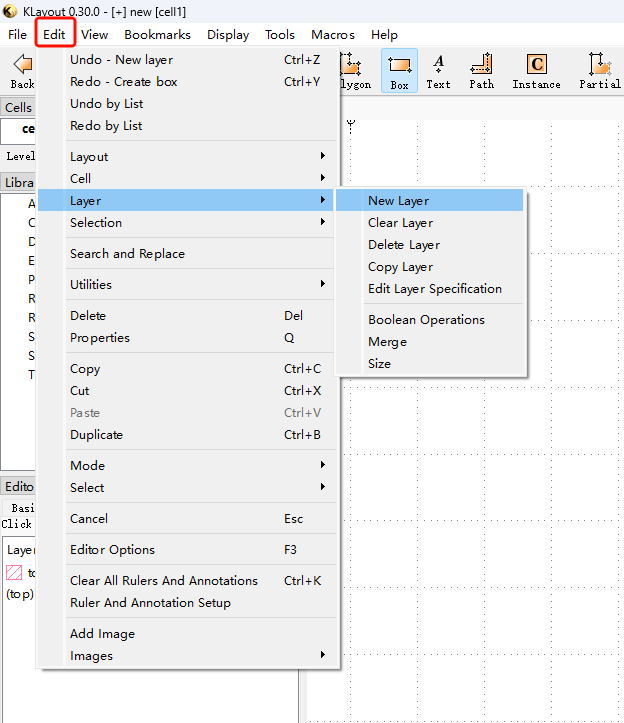 KLayout 0.30.0 - [+] new [cell1]
File Edit View Bookmarks Display Tools Macros Help
Back
lygon Box Text Path Instance Partial
Cells
ce
Level
Libra
A
C
D
E
P
R
R
S
S
T
Edito
Basi
Click
Layer
to
(top)
Undo - New layer Ctrl+Z
Redo - Create box Ctrl+Y
Undo by List
Redo by List
Layout
Cell
Layer
Selection
Search and Replace
Utilities
Delete Del
Properties Q
Copy Ctrl+C
Cut Ctrl+X
Paste Ctrl+V
Duplicate Ctrl+B
Mode
Select
Cancel Esc
Editor Options F3
Clear All Rulers And Annotations Ctrl+K
Ruler And Annotation Setup
Add Image
Images
New Layer
Clear Layer
Delete Layer
Copy Layer
Edit Layer Specification
Boolean Operations
Merge
Size